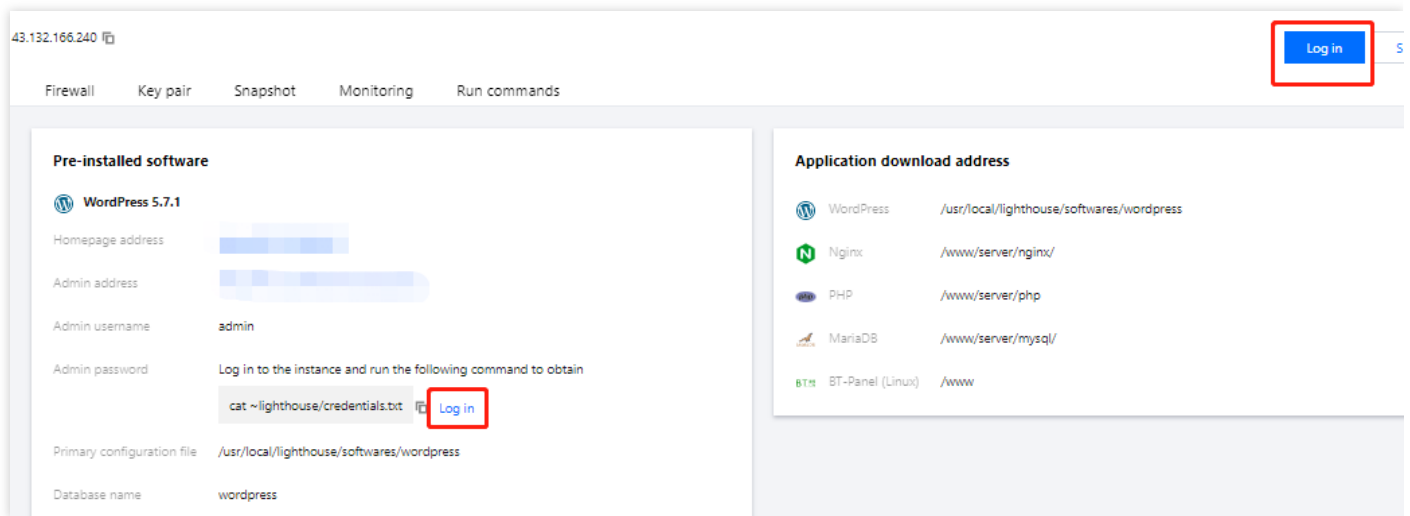 43.132.166.240
Log in
S
Firewall Key pair Snapshot Monitoring Run commands
Pre-installed software
WordPress 5.7.1
Homepage address
Admin address
Admin username admin
Admin password Log in to the instance and run the following command to obtain
cat ~lighthouse/credentials.txt Log in
Primary configuration file /usr/local/lighthouse/softwares/wordpress
Database name wordpress
Application download address
WordPress /usr/local/lighthouse/softwares/wordpress
Nginx /www/server/nginx/
PHP /www/server/php
MariaDB /www/server/mysql/
BT-Panel (Linux) /www